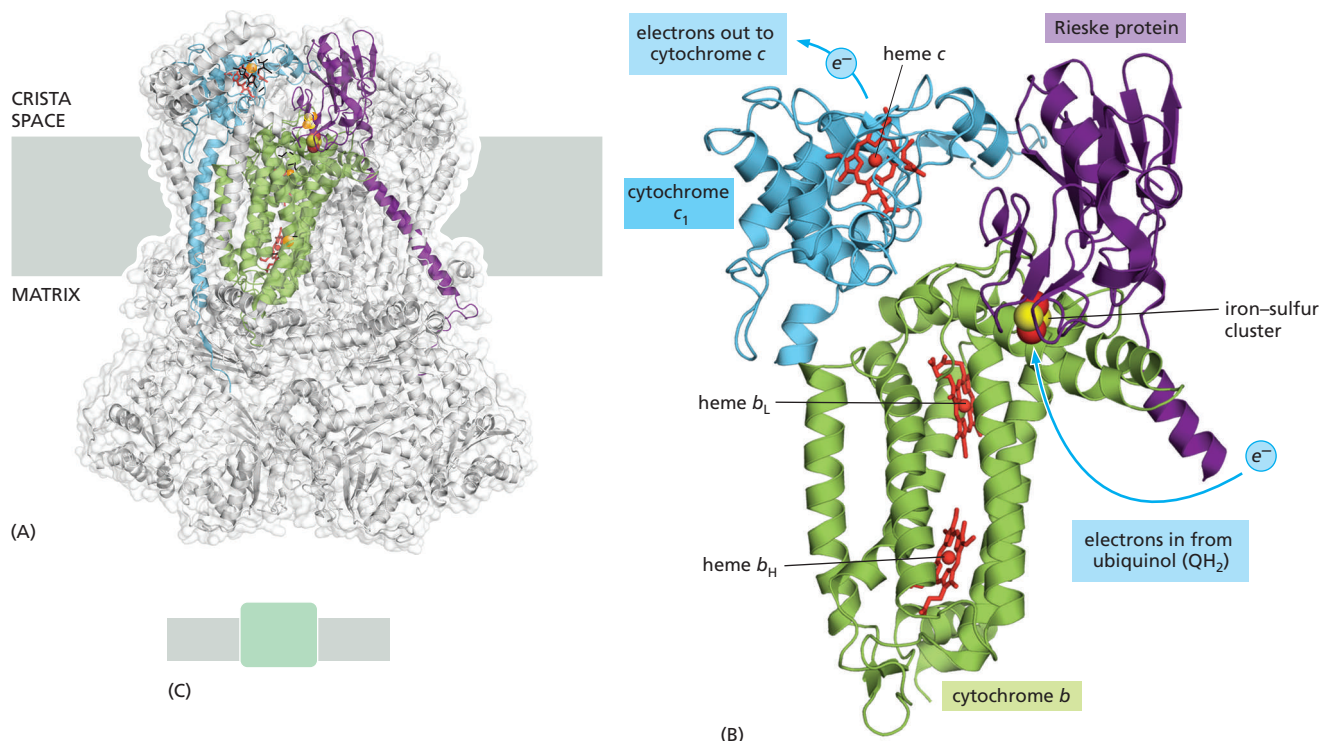 CRISTA
SPACE
MATRIX
(A)
(C)
electrons out to
cytochrome c
e–
heme c
Rieske protein
cytochrome
c1
iron–sulfur
cluster
heme bL
e–
heme bH
electrons in from
ubiquinol (QH2)
cytochrome b
(B)